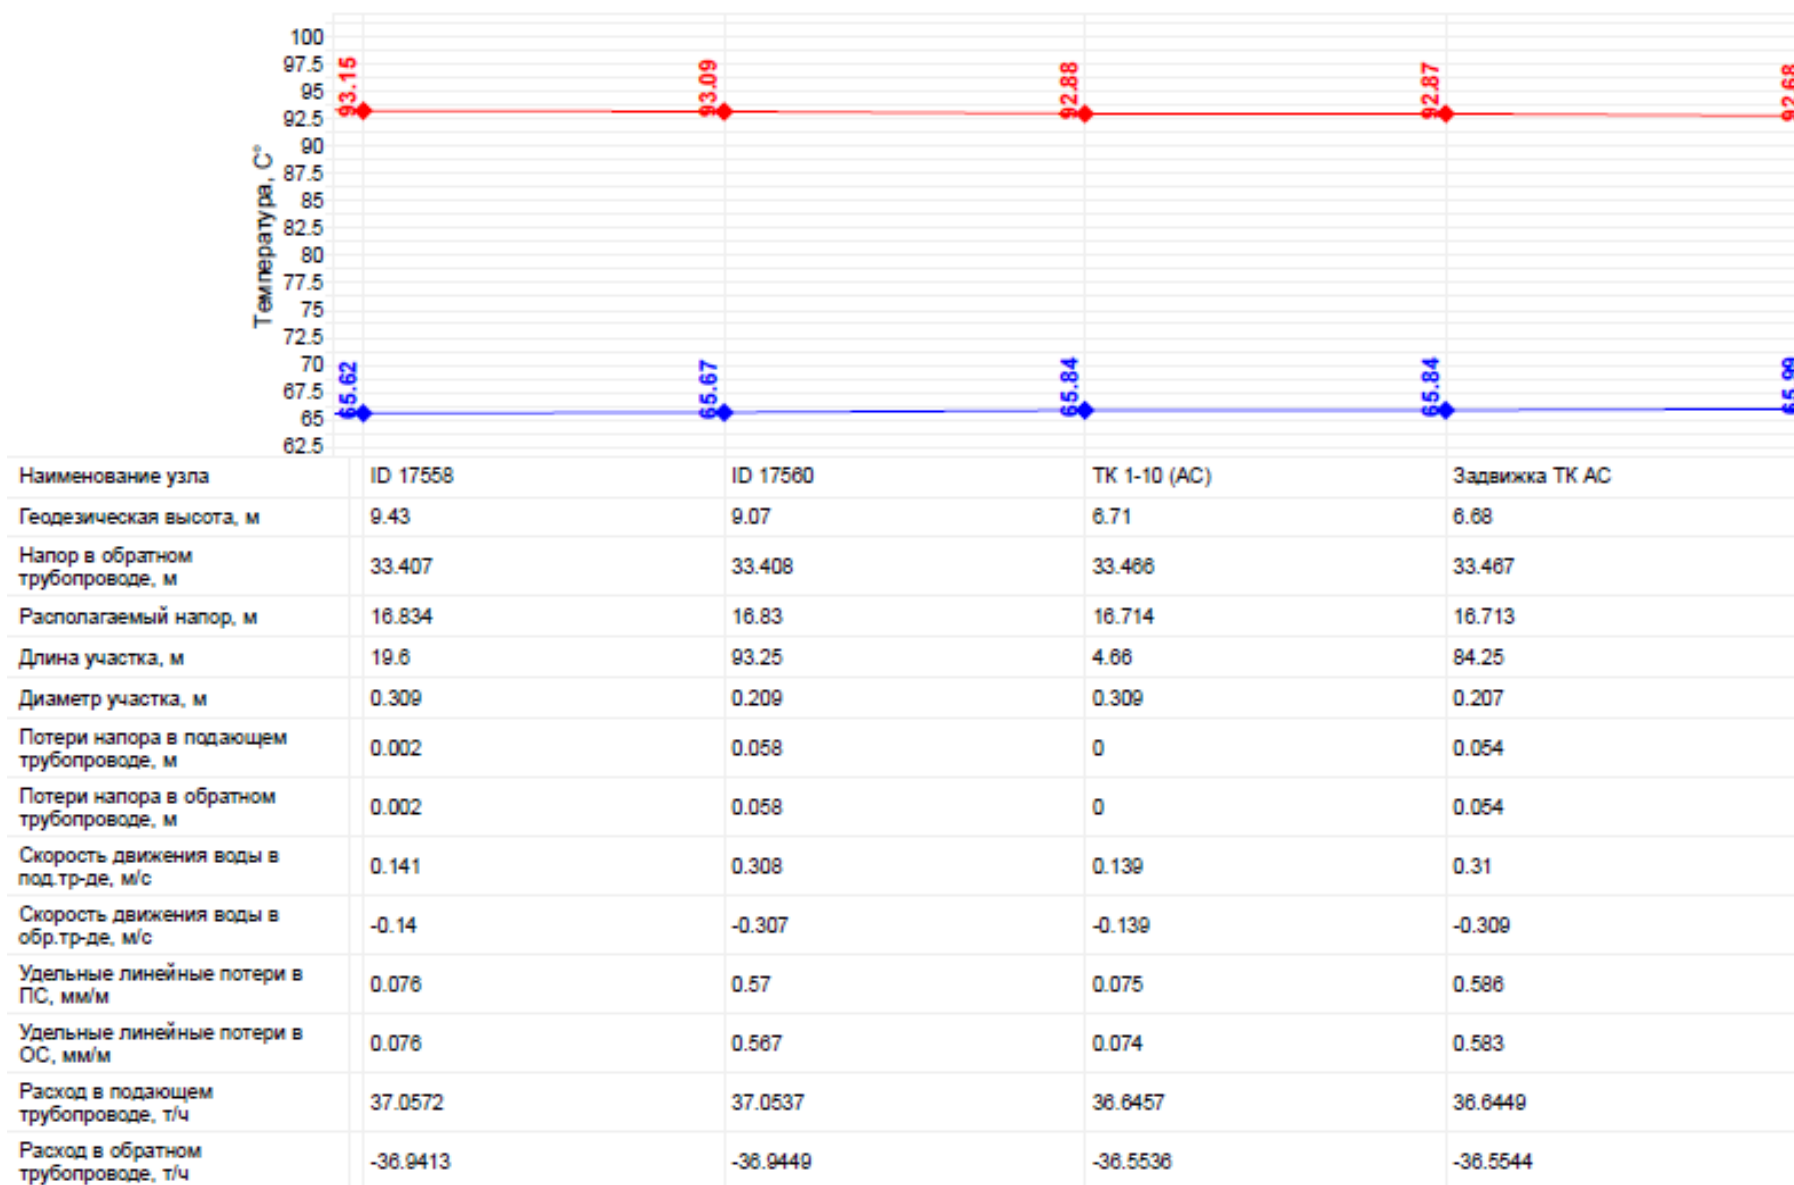 100
97.5
95
92.5
90
87.5
85
82.5
80
77.5
75
72.5
70
67.5
65
62.5
Температура, C°
93.15
93.09
92.88
92.87
92.68
65.62
65.67
65.84
65.84
65.99
Наименование узла ID 17558 ID 17560 ТК 1-10 (АС) Задвижка ТК АС
Геодезическая высота, м 9.43 9.07 6.71 6.68
Напор в обратном
трубопроводе, м 33.407 33.408 33.466 33.467
Располагаемый напор, м 16.834 16.83 16.714 16.713
Длина участка, м 19.6 93.25 4.66 84.25
Диаметр участка, м 0.309 0.209 0.309 0.207
Потери напора в подающем
трубопроводе, м 0.002 0.058 0 0.054
Потери напора в обратном
трубопроводе, м 0.002 0.058 0 0.054
Скорость движения воды в
под.тр-де, м/с 0.141 0.308 0.139 0.31
Скорость движения воды в
обр.тр-де, м/с -0.14 -0.307 -0.139 -0.309
Удельные линейные потери в
ПС, мм/м 0.076 0.57 0.075 0.586
Удельные линейные потери в
ОС, мм/м 0.076 0.567 0.074 0.583
Расход в подающем
трубопроводе, т/ч 37.0572 37.0537 36.6457 36.6449
Расход в обратном
трубопроводе, т/ч -36.9413 -36.9449 -36.5536 -36.5544